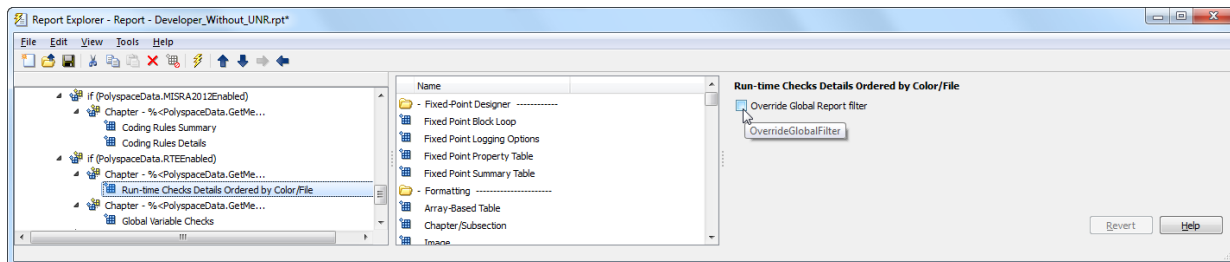 Report Explorer - Report - Developer_Without_UNR.rpt*
File Edit View Tools Help
if (PolyspaceData.MISRA2012Enabled)
Chapter - %<PolyspaceData.GetMe...
Coding Rules Summary
Coding Rules Details
if (PolyspaceData.RTEEnabled)
Chapter - %<PolyspaceData.GetMe...
Run-time Checks Details Ordered by Color/File
Chapter - %<PolyspaceData.GetMe...
Global Variable Checks
Name
- Fixed-Point Designer ------------
Fixed Point Block Loop
Fixed Point Logging Options
Fixed Point Property Table
Fixed Point Summary Table
- Formatting ----------------------
Array-Based Table
Chapter/Subsection
Image
Run-time Checks Details Ordered by Color/File
Override Global Report filter
OverrideGlobalFilter
Revert Help